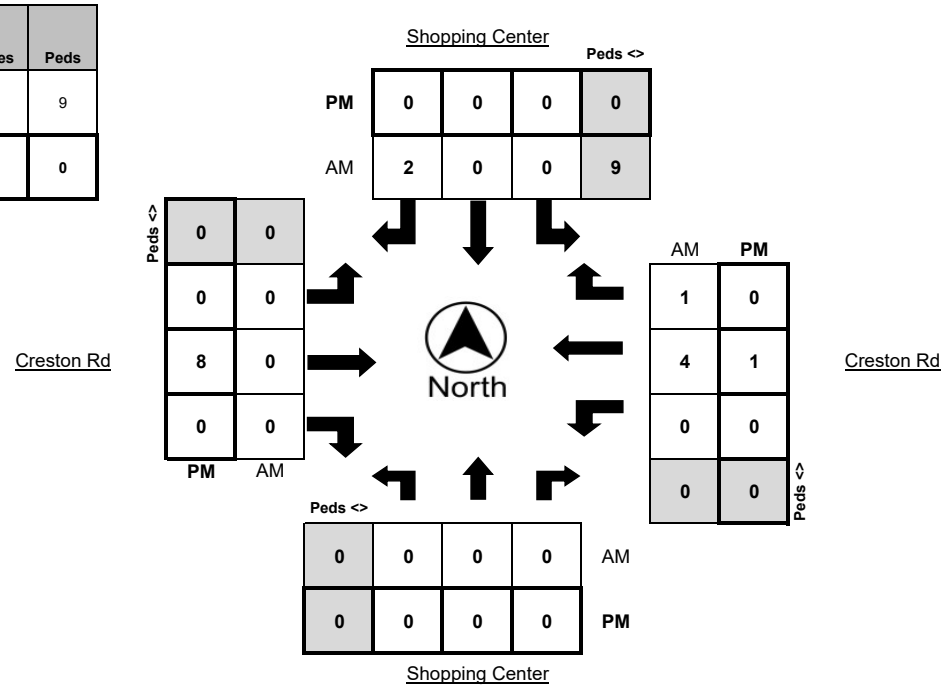 Peds
9
0
Shopping Center
Peds <>
PM 0 0 0 0
AM 2 0 0 9
Peds <>
0 0
0 0
Creston Rd
8 0
0 0
PM AM
North
AM PM
1 0
4 1
Creston Rd
0 0
0 0
Peds <>
Peds <>
0 0 0 0 AM
0 0 0 0 PM
Shopping Center